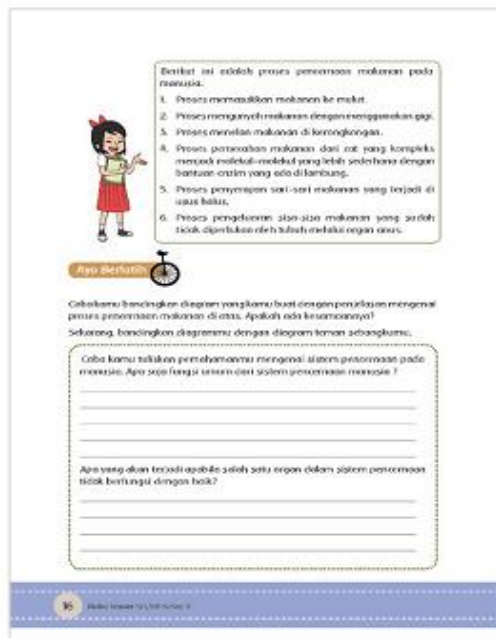 Berikut ini adalah proses pencernaan makanan pada
manusia.
1. Proses memasukkan makanan ke mulut.
2. Proses mengunyah makanan dengan menggunakan gigi.
3. Proses menelan makanan di kerongkongan.
4. Proses pemecahan makanan dari zat yang kompleks
menjadi molekul-molekul yang lebih sederhana dengan
bantuan enzim yang ada di lambung.
5. Proses penyerapan sari-sari makanan yang terjadi di
usus halus.
6. Proses pengeluaran sisa-sisa makanan yang sudah
tidak diperlukan oleh tubuh melalui organ anus.
Ayo Berlatih
Coba kamu bandingkan diagram yang kamu buat dengan penjelasan mengenai
proses pencernaan makanan di atas. Apakah ada kesamaannya?
Sekarang, bandingkan diagrammu dengan diagram teman sebangkumu.
Coba kamu tuliskan pemahamanmu mengenai sistem pencernaan pada
manusia. Apa saja fungsi umum dari sistem pencernaan manusia ?
Apa yang akan terjadi apabila salah satu organ dalam sistem pencernaan
tidak berfungsi dengan baik?
16 Buku Siswa SD/MI Kelas